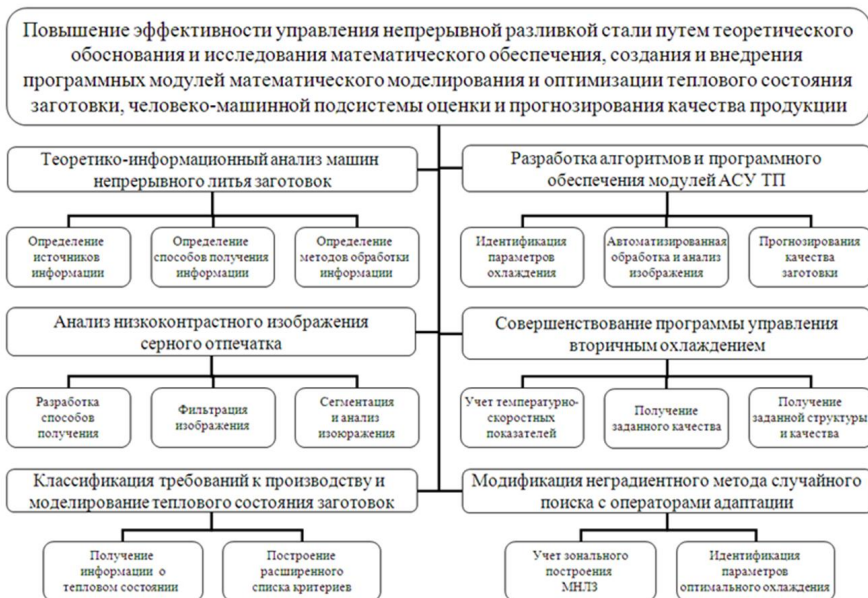 Повышение эффективности управления непрерывной разливкой стали путем теоретического
обоснования и исследования математического обеспечения, создания и внедрения
программных модулей математического моделирования и оптимизации теплового состояния
заготовки, человеко-машинной подсистемы оценки и прогнозирования качества продукции
Теоретико-информационный анализ машин
непрерывного литья заготовок
Определение
источников
информации
Определение
способов получения
информации
Определение
методов обработки
информации
Разработка алгоритмов и программного
обеспечения модулей АСУ ТП
Идентификация
параметров
охлаждения
Автоматизированная
обработка и анализ
изображения
Прогнозирования
качества
заготовки
Анализ низкоконтрастного изображения
серного отпечатка
Разработка
способов
получения
Фильтрация
изображения
Сегментация
и анализ
изоюражения
Совершенствование программы управления
вторичным охлаждением
Учет температурно-
скоростных
показателей
Получение
заданного качества
Получение
заданной структуры
и качества
Классификация требований к производству и
моделирование теплового состояния заготовок
Получение
информации о
тепловом состоянии
Построение
расширенного
списка критериев
Модификация неградиентного метода случайного
поиска с операторами адаптации
Учет зонального
построения
МНЛЗ
Идентификация
параметров
оптимального охлаждения